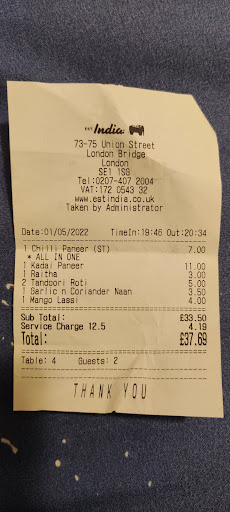 EST India
73-75 Union Street
London Bridge
London
SE1 1SG
Tel:0207-407 2004
VAT:172 0543 32
www.estindia.co.uk
Taken by Administrator
Date:01/05/2022 TimeIn:19:46 Out:20:34
1 Chilli Paneer (ST) 7.00
* ALL IN ONE
1 Kadai Paneer 11.00
1 Raitha 3.00
2 Tandoori Roti 5.00
1 Garlic n Coriander Naan 3.50
1 Mango Lassi 4.00
Sub Total: £33.50
Service Charge 12.5 4.19
Total: £37.69
Table: 4 Guests: 2
THANK YOU